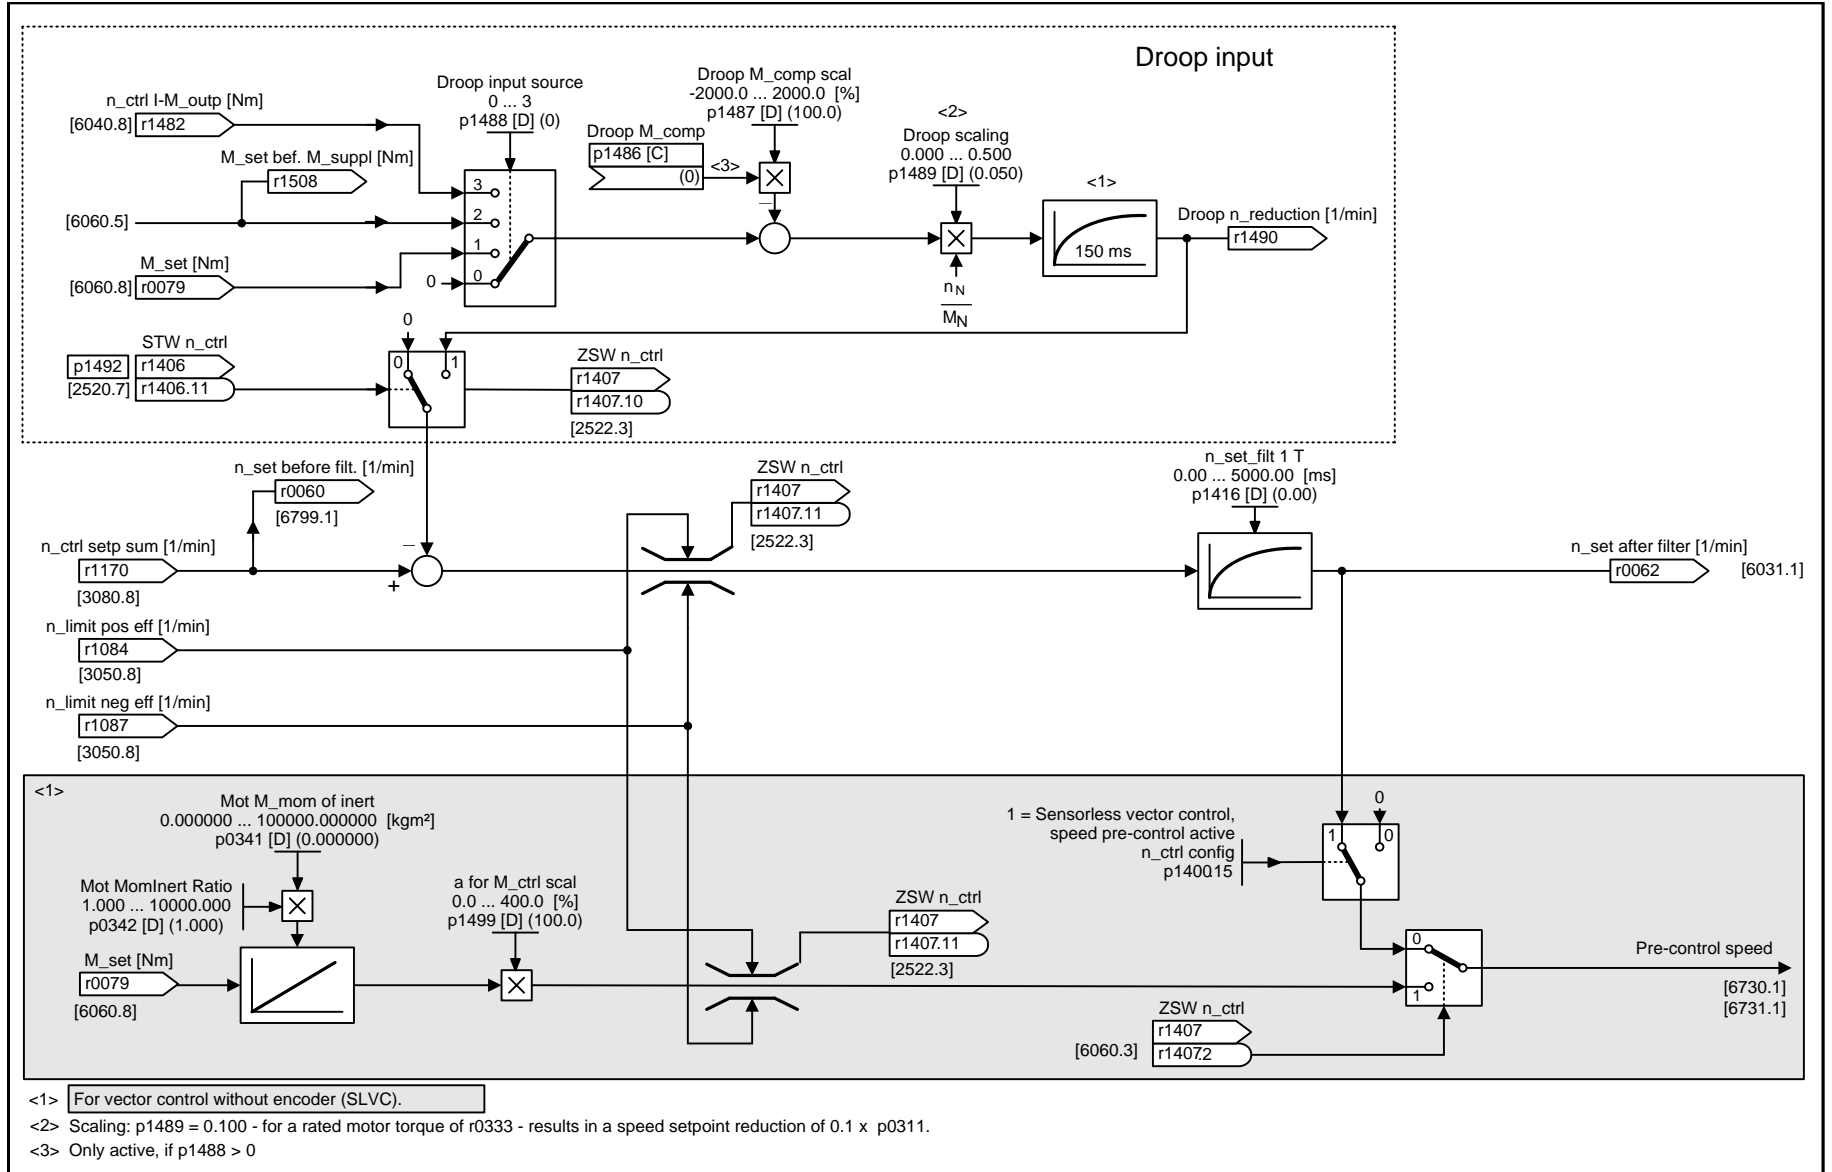 Droop input
Droop input source
0 ... 3
p1488 [D] (0)
Droop M_comp scal
-2000.0 ... 2000.0 [%]
p1487 [D] (100.0)
n_ctrl I-M_outp [Nm]
[6040.8]
r1482
M_set bef. M_suppl [Nm]
r1508
[6060.5]
M_set [Nm]
[6060.8]
r0079
3
2
1
0
0
Droop M_comp
p1486 [C]
(0)
<3>
<2>
Droop scaling
0.000 ... 0.500
p1489 [D] (0.050)
n N
M N
<1>
150 ms
Droop n_reduction [1/min]
r1490
STW n_ctrl
p1492
r1406
[2520.7]
r1406.11
0
0
1
ZSW n_ctrl
r1407
r1407.10
[2522.3]
n_set before filt. [1/min]
r0060
[6799.1]
ZSW n_ctrl
r1407
r1407.11
[2522.3]
n_set_filt 1 T
0.00 ... 5000.00 [ms]
p1416 [D] (0.00)
n_ctrl setp sum [1/min]
r1170
[3080.8]
–
+
n_set after filter [1/min]
r0062
[6031.1]
n_limit pos eff [1/min]
r1084
[3050.8]
n_limit neg eff [1/min]
r1087
[3050.8]
<1>
Mot M_mom of inert
0.000000 ... 100000.000000 [kgm²]
p0341 [D] (0.000000)
Mot MomInert Ratio
1.000 ... 10000.000
p0342 [D] (1.000)
M_set [Nm]
r0079
[6060.8]
a for M_ctrl scal
0.0 ... 400.0 [%]
p1499 [D] (100.0)
ZSW n_ctrl
r1407
r1407.11
[2522.3]
1 = Sensorless vector control,
speed pre-control active
n_ctrl config
p1400.15
0
1
0
0
1
Pre-control speed
[6730.1]
[6731.1]
ZSW n_ctrl
r1407
[6060.3]
r1407.2
<1> For vector control without encoder (SLVC).
<2> Scaling: p1489 = 0.100 - for a rated motor torque of r0333 - results in a speed setpoint reduction of 0.1 x p0311.
<3> Only active, if p1488 > 0